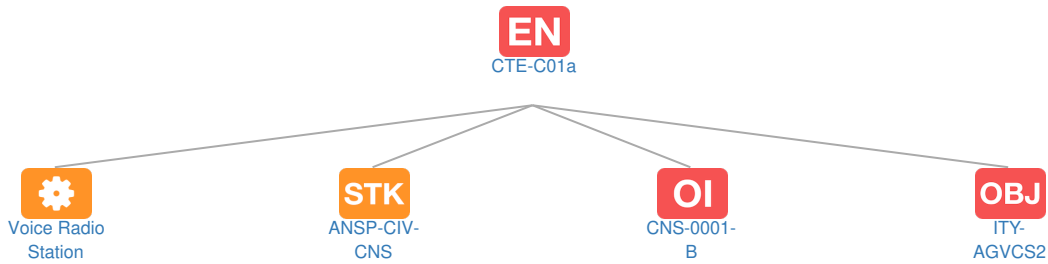 EN
CTE-C01a
STK
OI
OBJ
Voice Radio
Station
ANSP-CIV-
CNS
CNS-0001-
B
ITY-
AGVCS2